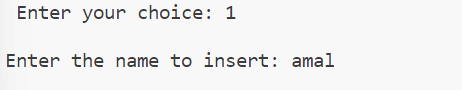 Enter your choice: 1
Enter the name to insert: amal